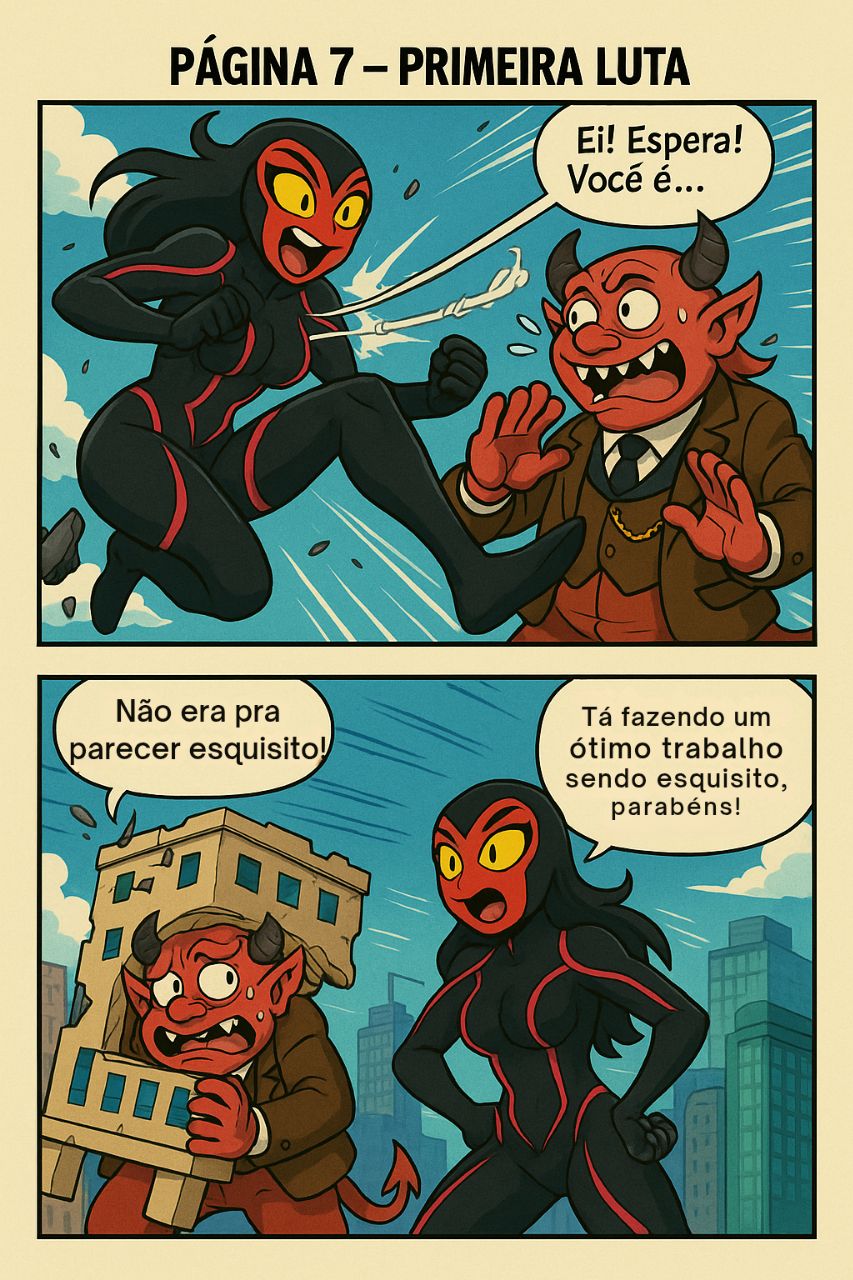 PÁGINA 7 – PRIMEIRA LUTA
Ei! Espera!
Você é...
Não era pra
parecer esquisito!
Tá fazendo um
ótimo trabalho
sendo esquisito,
parabéns!